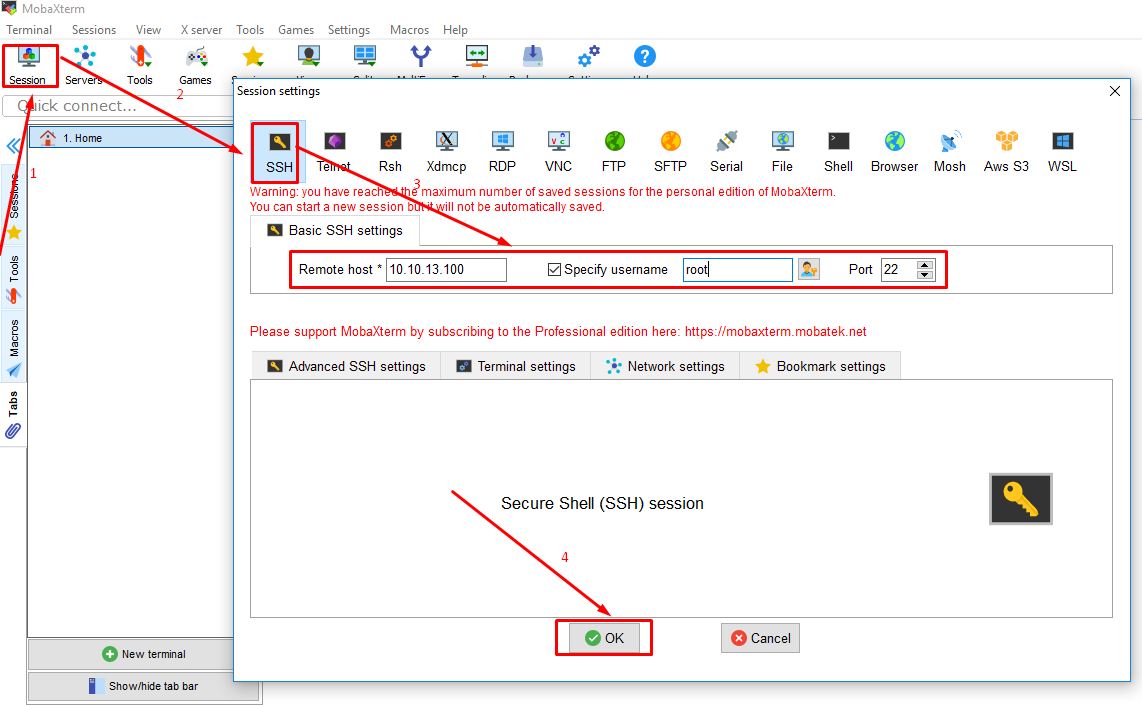 MobaXterm
Terminal Sessions View X server Tools Games Settings Macros Help
Session Servers Tools Games
2
Quick connect...
Session settings
1. Home
1
Sessions
Tools
Macros
Tabs
SSH Telnet Rsh Xdmcp RDP VNC FTP SFTP Serial File Shell Browser Mosh Aws S3 WSL
3
Warning: you have reached the maximum number of saved sessions for the personal edition of MobaXterm.
You can start a new session but it will not be automatically saved.
Basic SSH settings
Remote host * 10.10.13.100 Specify username root Port 22
Please support MobaXterm by subscribing to the Professional edition here: https://mobaxterm.mobatek.net
Advanced SSH settings Terminal settings Network settings Bookmark settings
Secure Shell (SSH) session
4
OK Cancel
New terminal
Show/hide tab bar